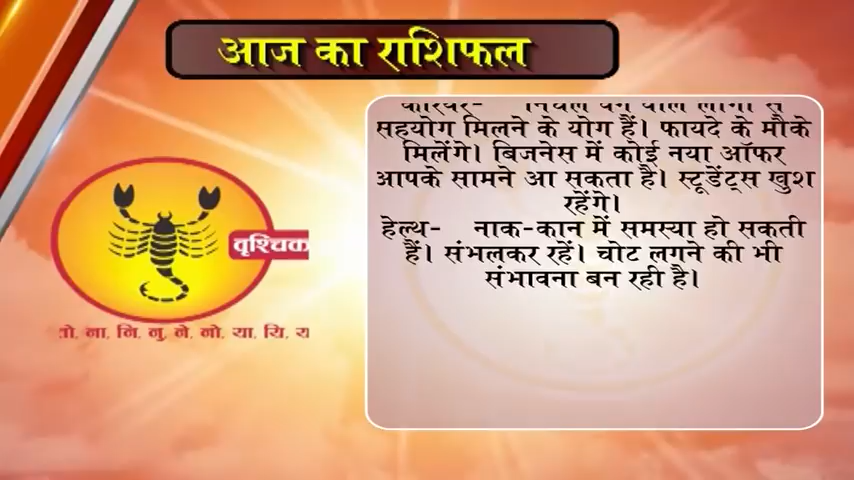 आज का राशिफल
सहयोग मिलने के योग हैं। फायदे के मौके
मिलेंगे। बिजनेस में कोई नया ऑफर
आपके सामने आ सकता है। स्टूडेंट्स खुश
रहेंगे।
हेल्थ- नाक-कान में समस्या हो सकती
हैं। संभलकर रहें। चोट लगने की भी
संभावना बन रही है।
वृश्चिक
ना, नि, नु, ने, नो, या, यि,